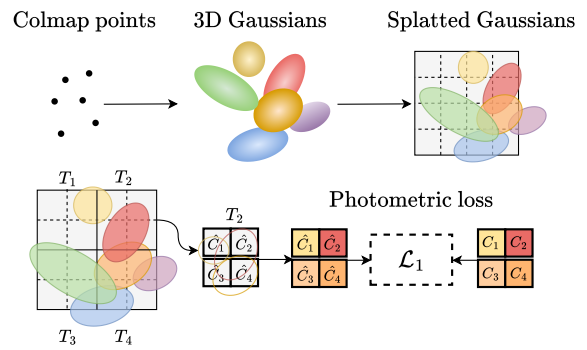 Colmap points 3D Gaussians Splatted Gaussians
T₁ T₂ Photometric loss
T₂
Ĉ₁ Ĉ₂ Ĉ₁ Ĉ₂ C₁ C₂
ℒ₁
Ĉ₃ Ĉ₄ Ĉ₃ Ĉ₄ C₃ C₄
T₃ T₄